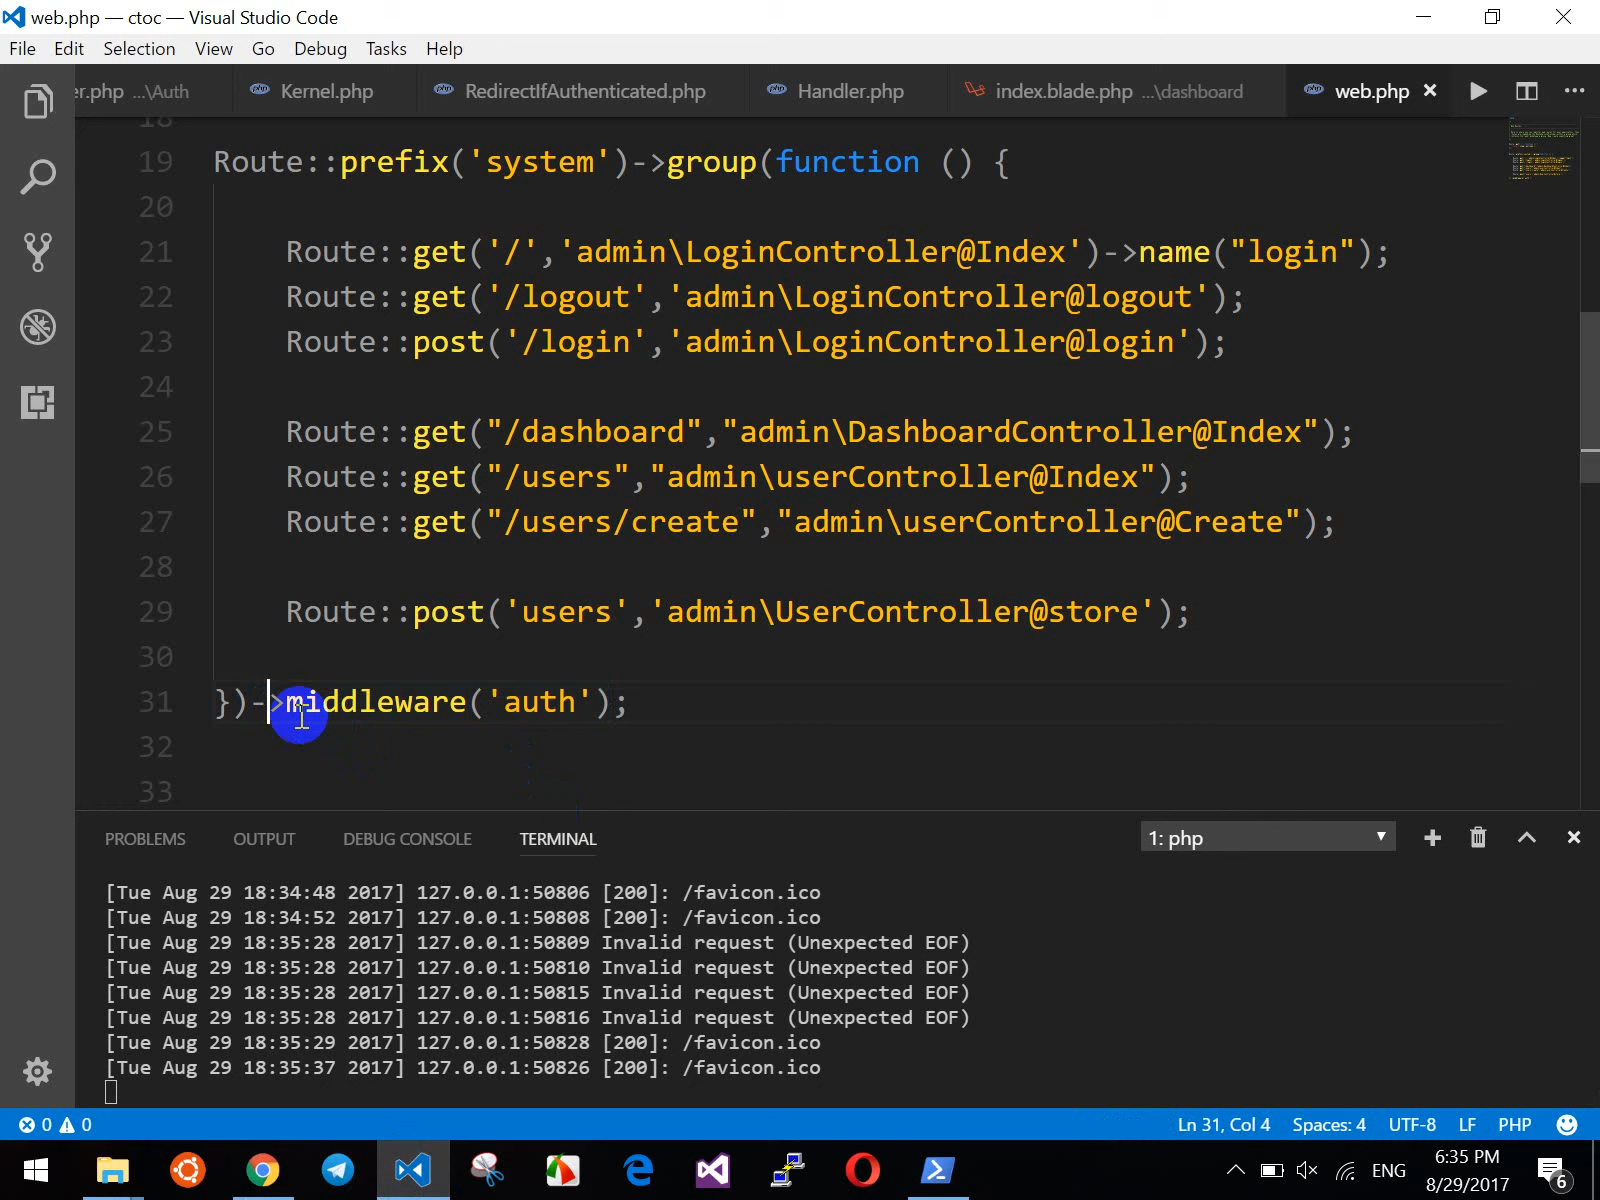 web.php — ctoc — Visual Studio Code
File Edit Selection View Go Debug Tasks Help
er.php ...\Auth Kernel.php RedirectIfAuthenticated.php Handler.php index.blade.php ...\dashboard web.php
18
19 Route::prefix('system')->group(function () {
20
21 Route::get('/','admin\LoginController@Index')->name("login");
22 Route::get('/logout','admin\LoginController@logout');
23 Route::post('/login','admin\LoginController@login');
24
25 Route::get("/dashboard","admin\DashboardController@Index");
26 Route::get("/users","admin\userController@Index");
27 Route::get("/users/create","admin\userController@Create");
28
29 Route::post('users','admin\UserController@store');
30
31 })->middleware('auth');
32
33
PROBLEMS OUTPUT DEBUG CONSOLE TERMINAL 1: php
[Tue Aug 29 18:34:48 2017] 127.0.0.1:50806 [200]: /favicon.ico
[Tue Aug 29 18:34:52 2017] 127.0.0.1:50808 [200]: /favicon.ico
[Tue Aug 29 18:35:28 2017] 127.0.0.1:50809 Invalid request (Unexpected EOF)
[Tue Aug 29 18:35:28 2017] 127.0.0.1:50810 Invalid request (Unexpected EOF)
[Tue Aug 29 18:35:28 2017] 127.0.0.1:50815 Invalid request (Unexpected EOF)
[Tue Aug 29 18:35:28 2017] 127.0.0.1:50816 Invalid request (Unexpected EOF)
[Tue Aug 29 18:35:29 2017] 127.0.0.1:50828 [200]: /favicon.ico
[Tue Aug 29 18:35:37 2017] 127.0.0.1:50826 [200]: /favicon.ico
0 0 Ln 31, Col 4 Spaces: 4 UTF-8 LF PHP
ENG 6:35 PM
8/29/2017 6